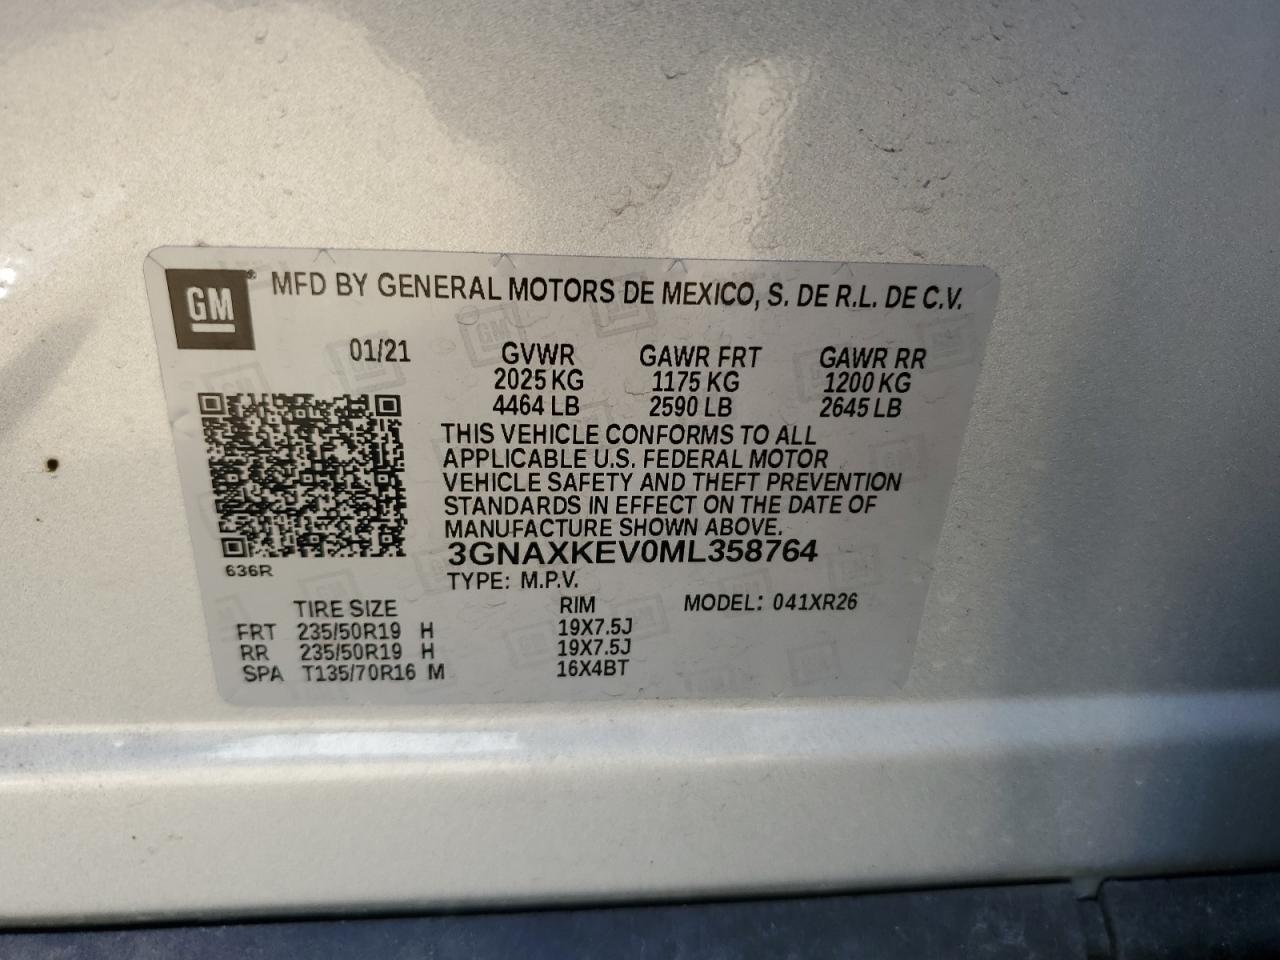 GM® MFD BY GENERAL MOTORS DE MEXICO, S. DE R.L. DE C.V.
01/21 GVWR GAWR FRT GAWR RR
2025 KG 1175 KG 1200 KG
4464 LB 2590 LB 2645 LB
THIS VEHICLE CONFORMS TO ALL
APPLICABLE U.S. FEDERAL MOTOR
VEHICLE SAFETY AND THEFT PREVENTION
STANDARDS IN EFFECT ON THE DATE OF
MANUFACTURE SHOWN ABOVE.
3GNAXKEV0ML358764
636R TYPE: M.P.V.
TIRE SIZE RIM MODEL: 041XR26
FRT 235/50R19 H 19X7.5J
RR 235/50R19 H 19X7.5J
SPA T135/70R16 M 16X4BT